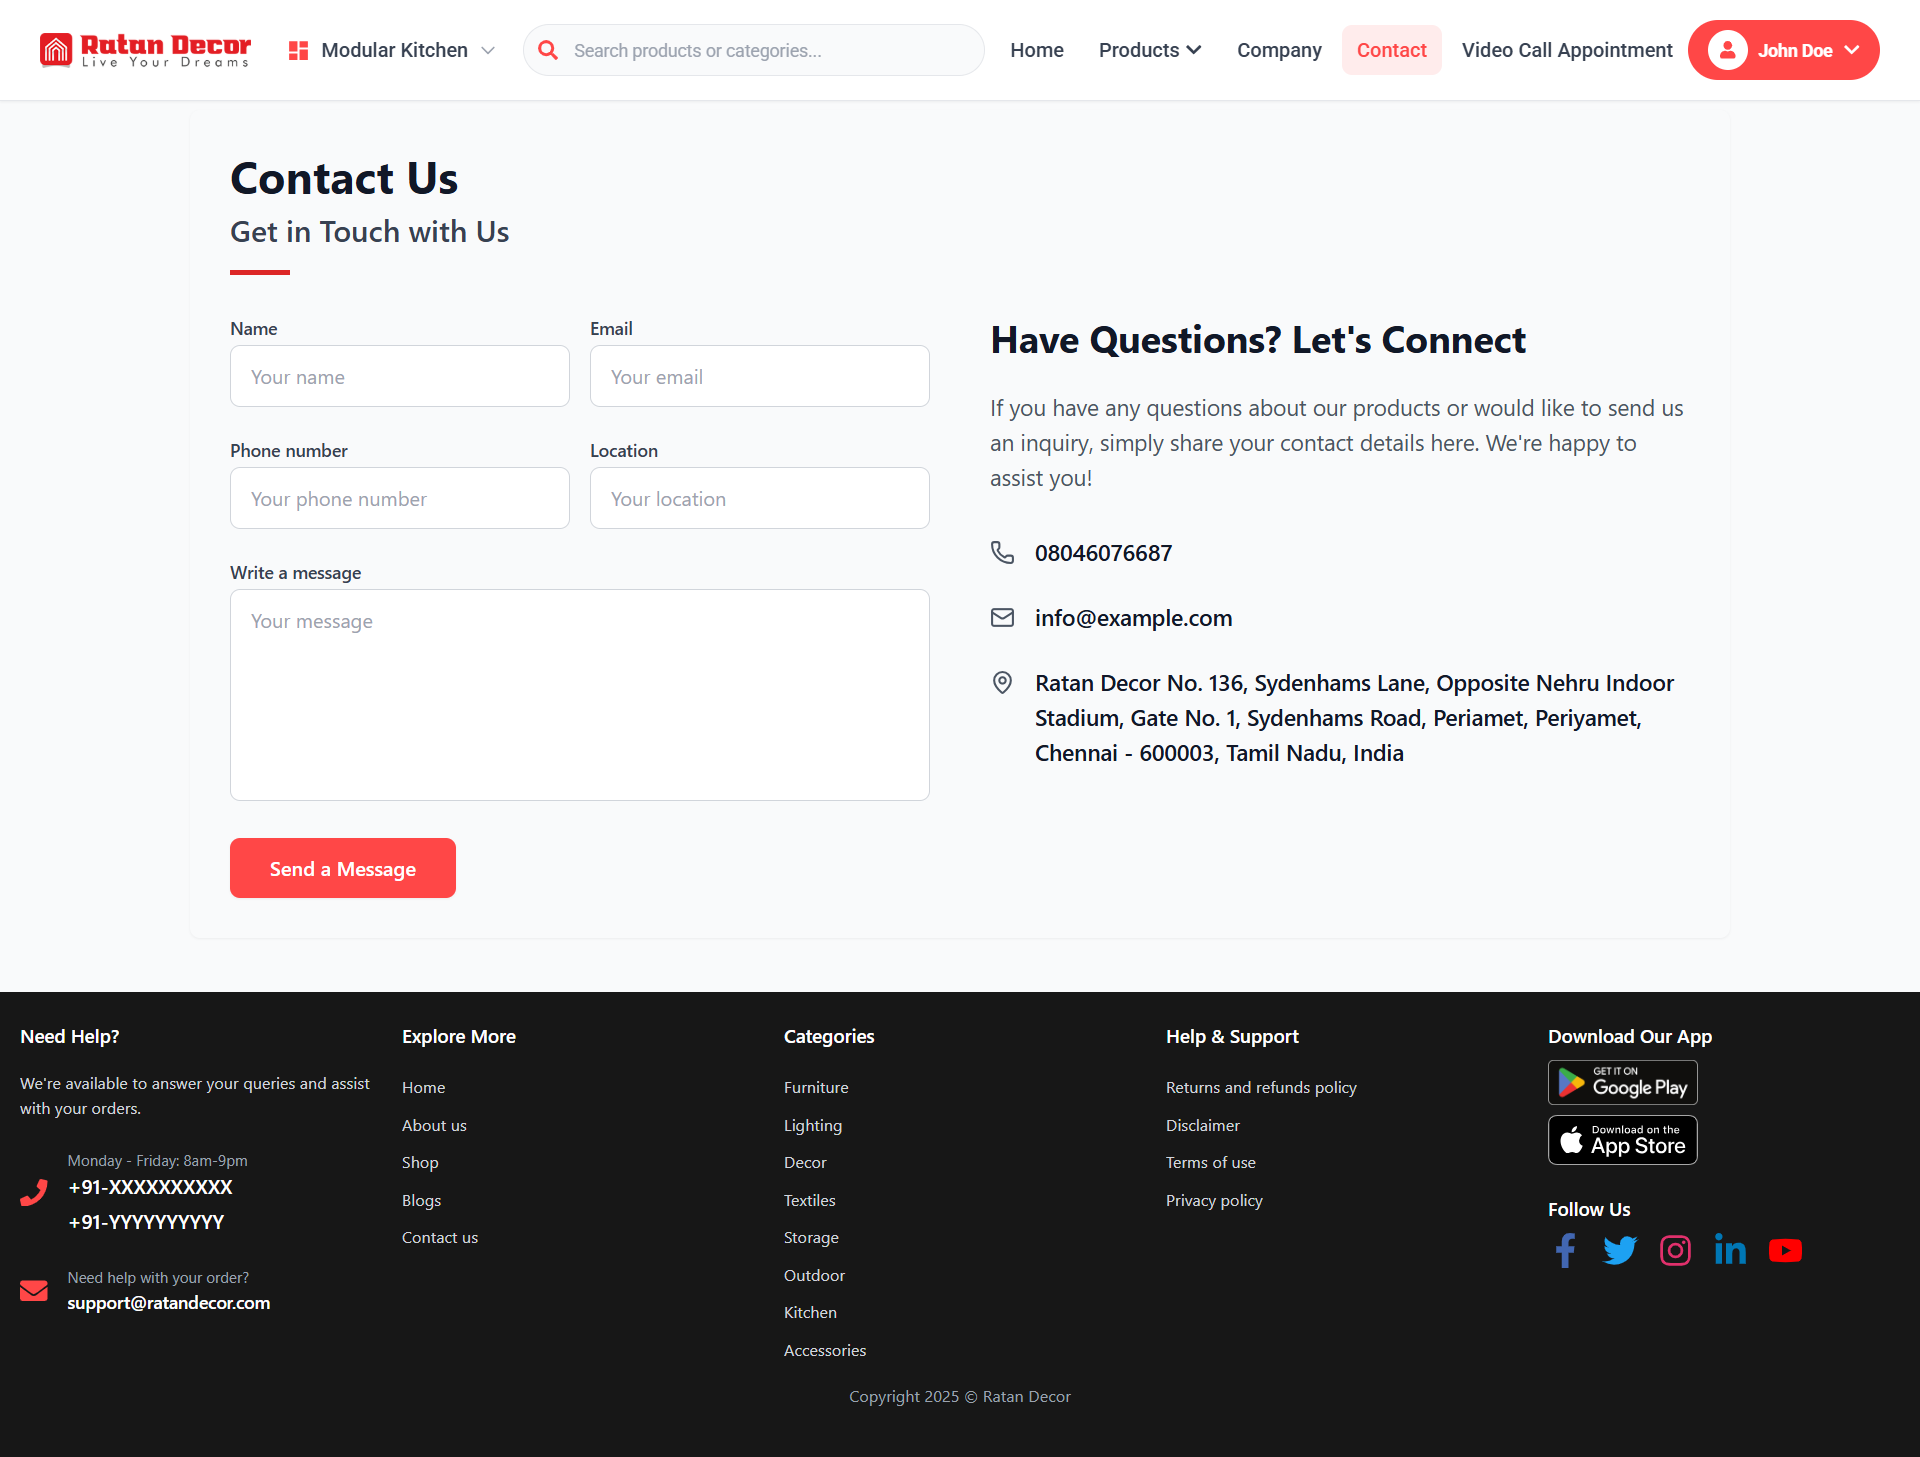 Ratan Decor
Live Your Dreams
Modular Kitchen
Search products or categories...
Home
Products
Company
Contact
Video Call Appointment
John Doe
Contact Us
Get in Touch with Us
Name
Email
Your name
Your email
Phone number
Location
Your phone number
Your location
Write a message
Your message
Send a Message
Have Questions? Let's Connect
If you have any questions about our products or would like to send us
an inquiry, simply share your contact details here. We're happy to
assist you!
08046076687
info@example.com
Ratan Decor No. 136, Sydenhams Lane, Opposite Nehru Indoor
Stadium, Gate No. 1, Sydenhams Road, Periamet, Periyamet,
Chennai - 600003, Tamil Nadu, India
Need Help?
We're available to answer your queries and assist
with your orders.
Monday - Friday: 8am-9pm
+91-XXXXXXXXXX
+91-YYYYYYYYYY
Need help with your order?
support@ratandecor.com
Explore More
Home
About us
Shop
Blogs
Contact us
Categories
Furniture
Lighting
Decor
Textiles
Storage
Outdoor
Kitchen
Accessories
Help & Support
Returns and refunds policy
Disclaimer
Terms of use
Privacy policy
Download Our App
GET IT ON
Google Play
Download on the
App Store
Follow Us
Copyright 2025 © Ratan Decor